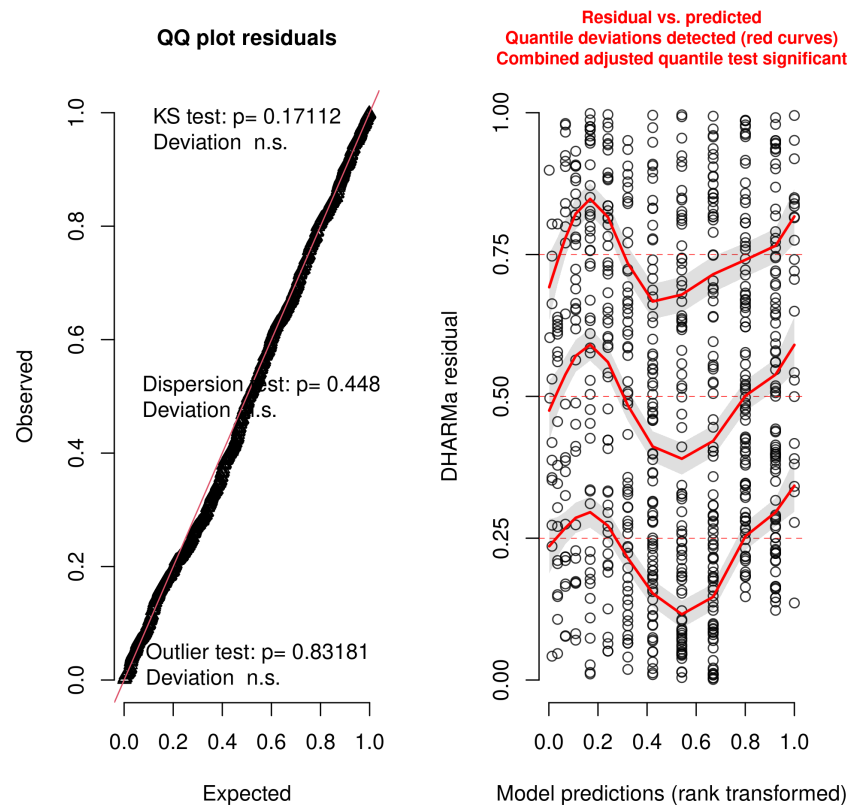 QQ plot residuals
KS test: p= 0.17112
Deviation n.s.
Dispersion test: p= 0.448
Deviation n.s.
Outlier test: p= 0.83181
Deviation n.s.
Observed
0.0 0.2 0.4 0.6 0.8 1.0
0.0 0.2 0.4 0.6 0.8 1.0
Expected
Residual vs. predicted
Quantile deviations detected (red curves)
Combined adjusted quantile test significant
DHARMa residual
0.00 0.25 0.50 0.75 1.00
0.0 0.2 0.4 0.6 0.8 1.0
Model predictions (rank transformed)